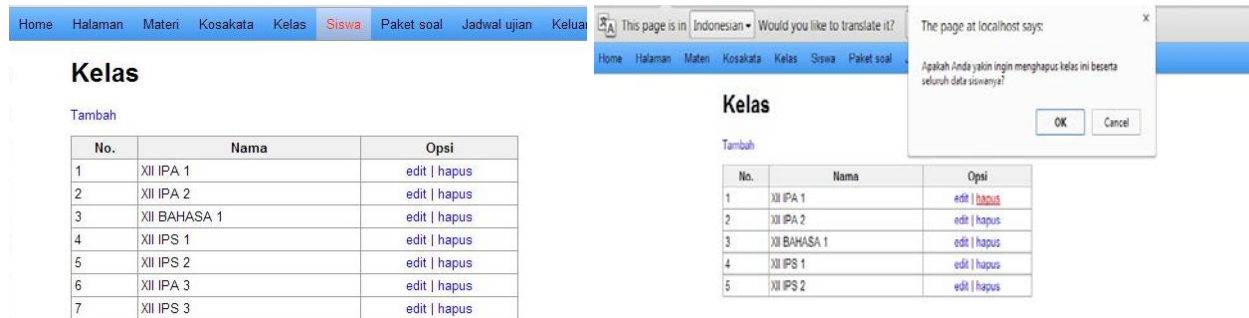 Home Halaman Materi Kosakata Kelas Siswa Paket soal Jadwal ujian Keluar
Kelas
Tambah
No. Nama Opsi
1 XII IPA 1 edit | hapus
2 XII IPA 2 edit | hapus
3 XII BAHASA 1 edit | hapus
4 XII IPS 1 edit | hapus
5 XII IPS 2 edit | hapus
6 XII IPA 3 edit | hapus
7 XII IPS 3 edit | hapus
This page is in Indonesian Would you like to translate it?
The page at localhost says:
Apakah Anda yakin ingin menghapus kelas ini beserta
seluruh data siswanya?
OK Cancel
Home Halaman Materi Kosakata Kelas Siswa Paket soal
Kelas
Tambah
No. Nama Opsi
1 XII IPA 1 edit | hapus
2 XII IPA 2 edit | hapus
3 XII BAHASA 1 edit | hapus
4 XII IPS 1 edit | hapus
5 XII IPS 2 edit | hapus